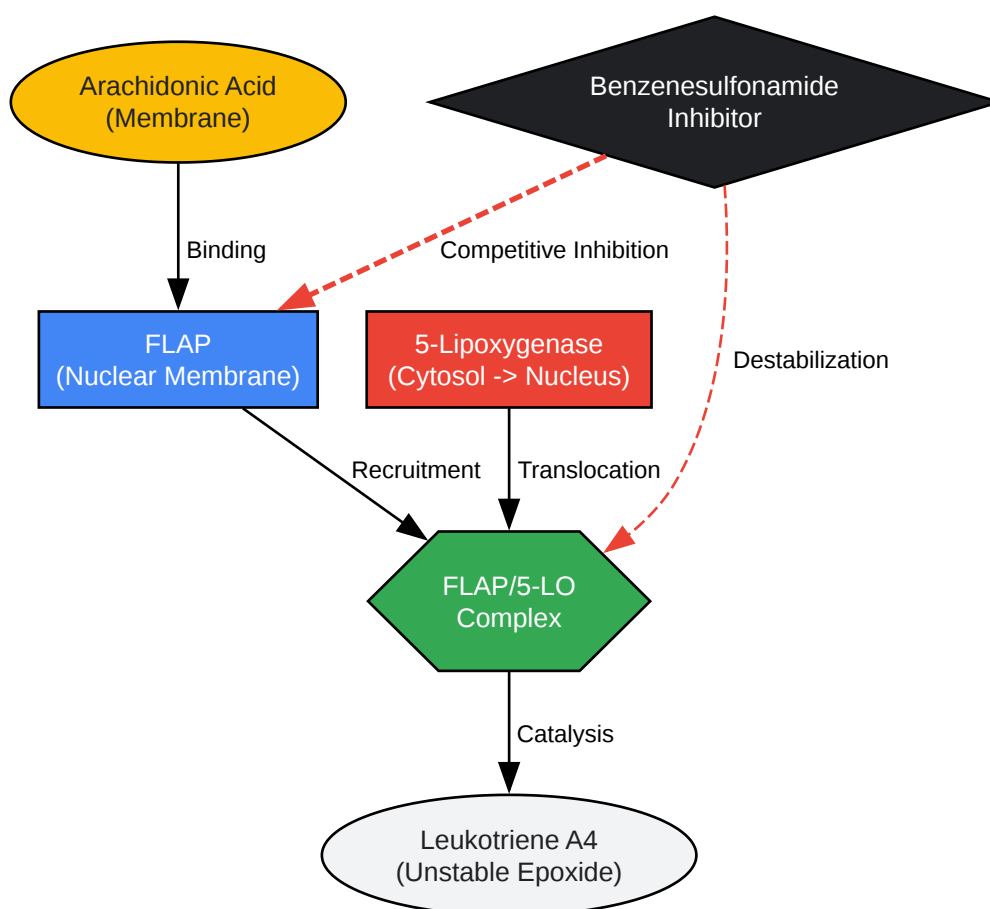 Arachidonic Acid
(Membrane)
Benzenesulfonamide
Inhibitor
Binding
Competitive Inhibition
FLAP
(Nuclear Membrane)
5-Lipoxygenase
(Cytosol -> Nucleus)
Destabilization
Recruitment
Translocation
FLAP/5-LO
Complex
Catalysis
Leukotriene A4
(Unstable Epoxide)